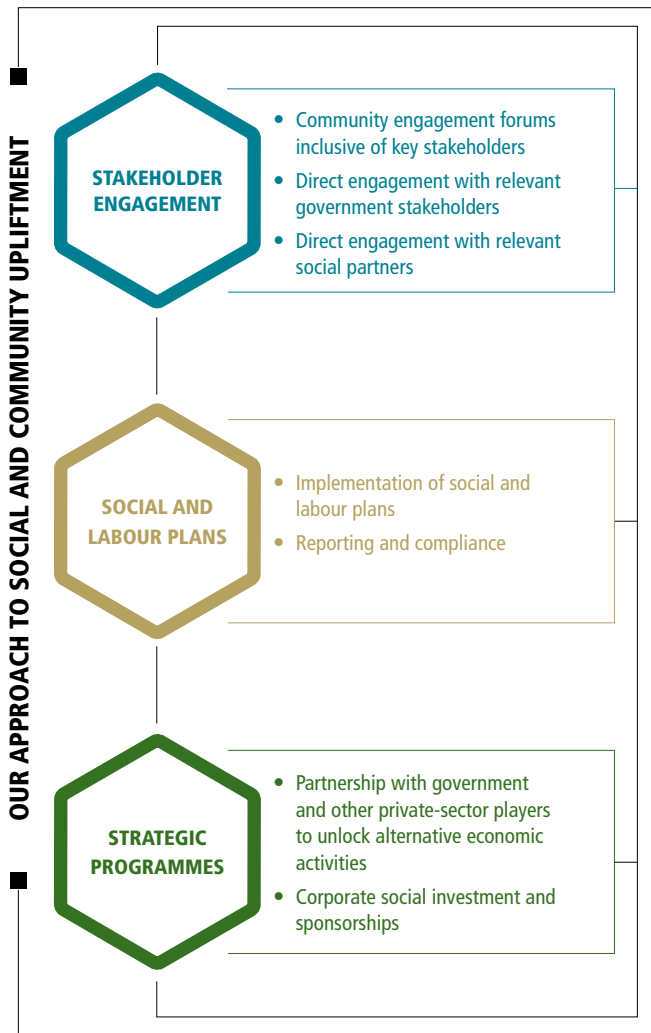 OUR APPROACH TO SOCIAL AND COMMUNITY UPLIFTMENT
STAKEHOLDER
ENGAGEMENT
• Community engagement forums
inclusive of key stakeholders
• Direct engagement with relevant
government stakeholders
• Direct engagement with relevant
social partners
SOCIAL AND
LABOUR PLANS
• Implementation of social and
labour plans
• Reporting and compliance
STRATEGIC
PROGRAMMES
• Partnership with government
and other private-sector players
to unlock alternative economic
activities
• Corporate social investment and
sponsorships